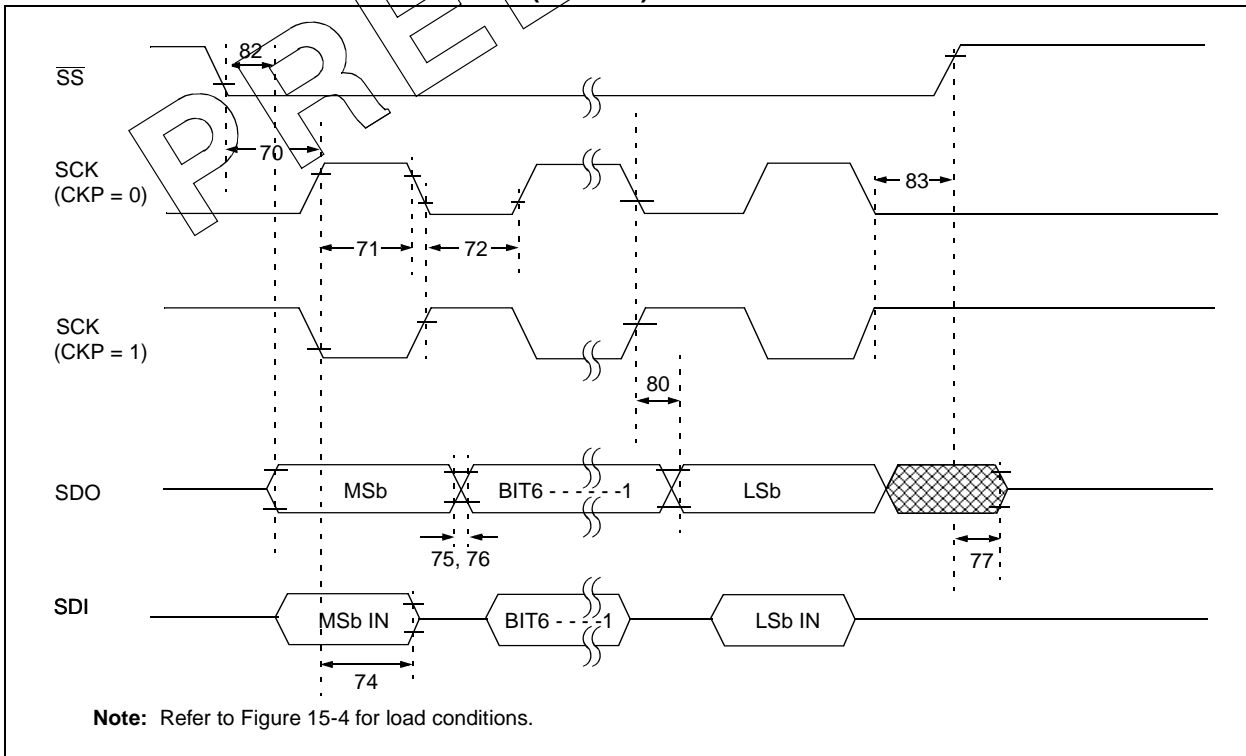 82
SS
70
SCK
(CKP = 0)
83
71
72
SCK
(CKP = 1)
80
SDO
MSb
BIT6 - - - - - -1
LSb
75, 76
77
SDI
MSb IN
BIT6 - - - -1
LSb IN
74
Note: Refer to Figure 15-4 for load conditions.